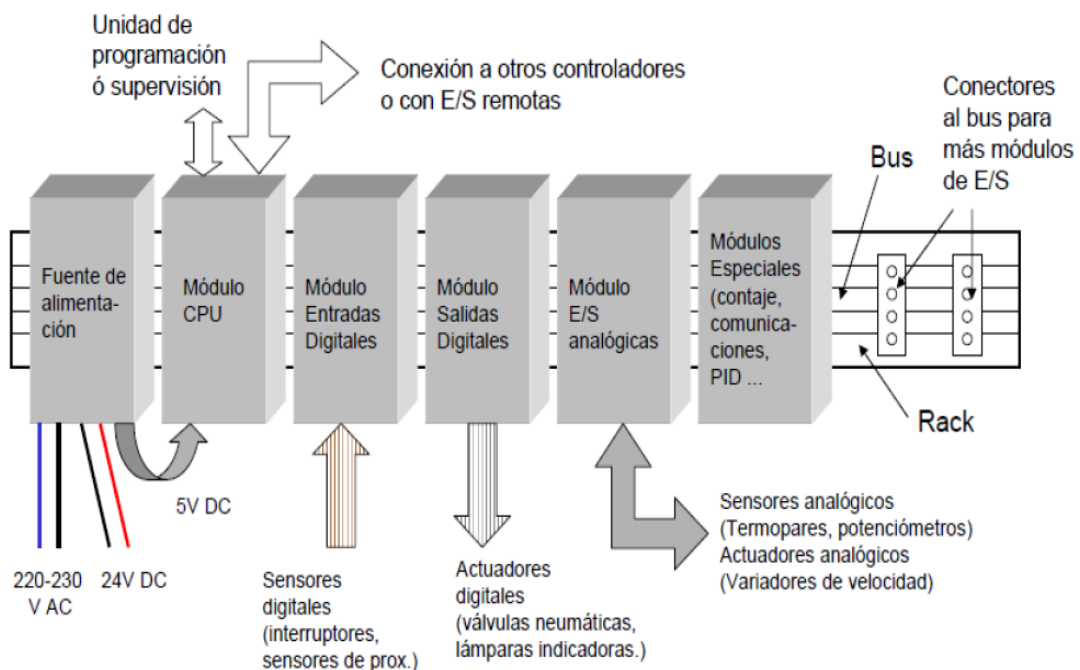 Unidad de
programación
ó supervisión
Conexión a otros controladores
o con E/S remotas
Conectores
al bus para
más módulos
de E/S
Bus
Fuente de
alimenta-
ción
Módulo
CPU
Módulo
Entradas
Digitales
Módulo
Salidas
Digitales
Módulo
E/S
analógicas
Módulos
Especiales
(contaje,
comunica-
ciones,
PID ...
Rack
5V DC
220-230
V AC
24V DC
Sensores
digitales
(interruptores,
sensores de prox.)
Actuadores
digitales
(válvulas neumáticas,
lámparas indicadoras.)
Sensores analógicos
(Termopares, potenciómetros)
Actuadores analógicos
(Variadores de velocidad)